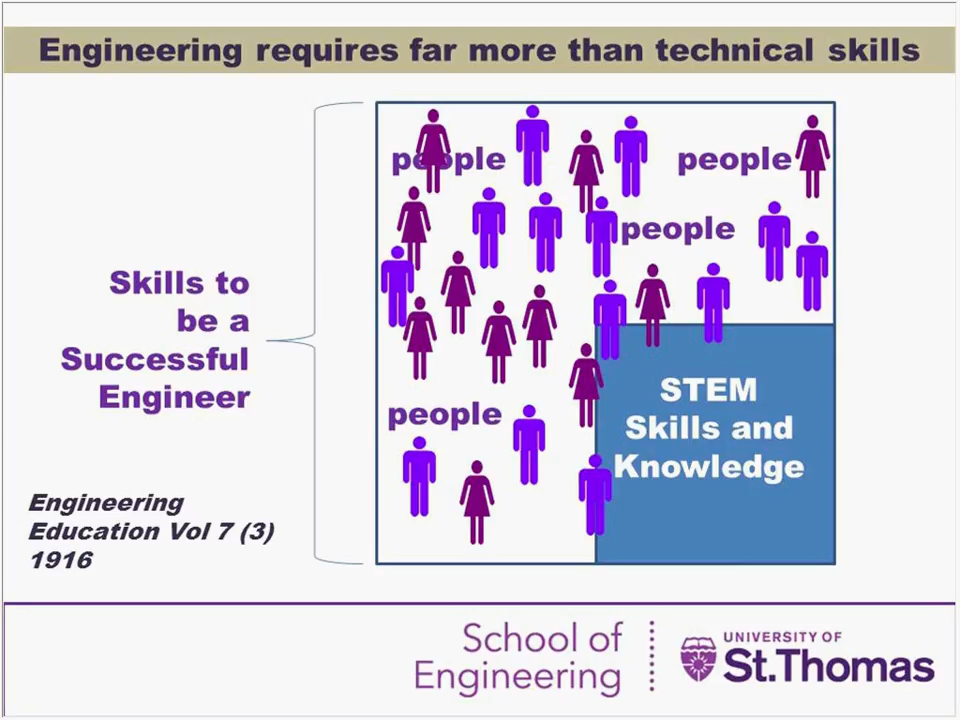 Engineering requires far more than technical skills
people
people
people
Skills to
be a
Successful
Engineer
people
STEM
Skills and
Knowledge
Engineering
Education Vol 7 (3)
1916
School of
Engineering
UNIVERSITY OF
St.Thomas